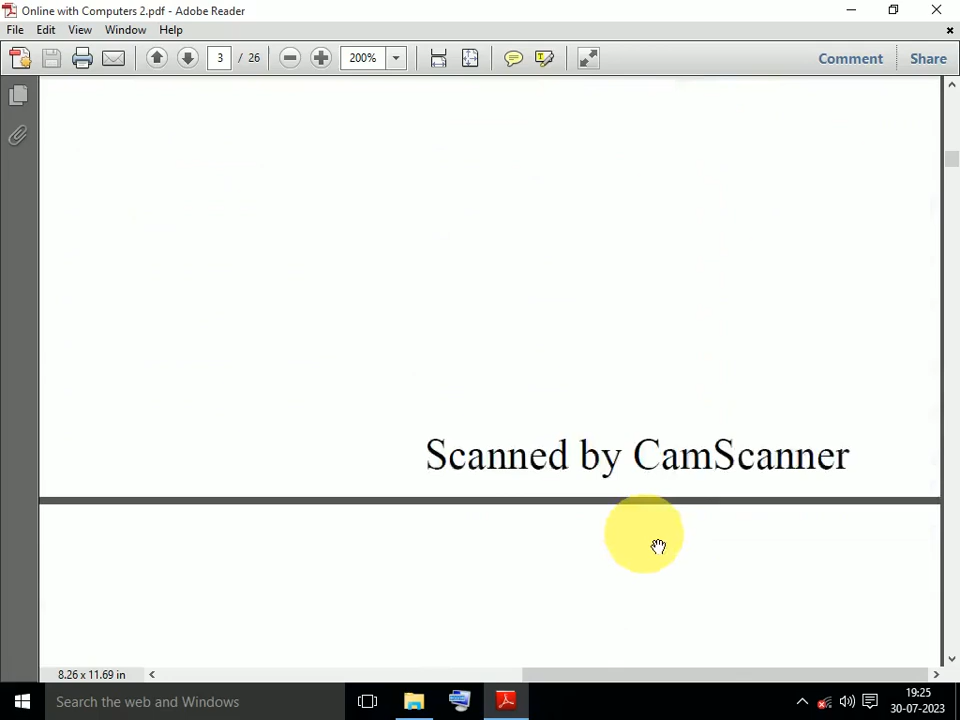 Online with Computers 2.pdf - Adobe Reader
File Edit View Window Help
3 / 26 200% Comment Share
Scanned by CamScanner
8.26 x 11.69 in
Search the web and Windows
19:25
30-07-2023